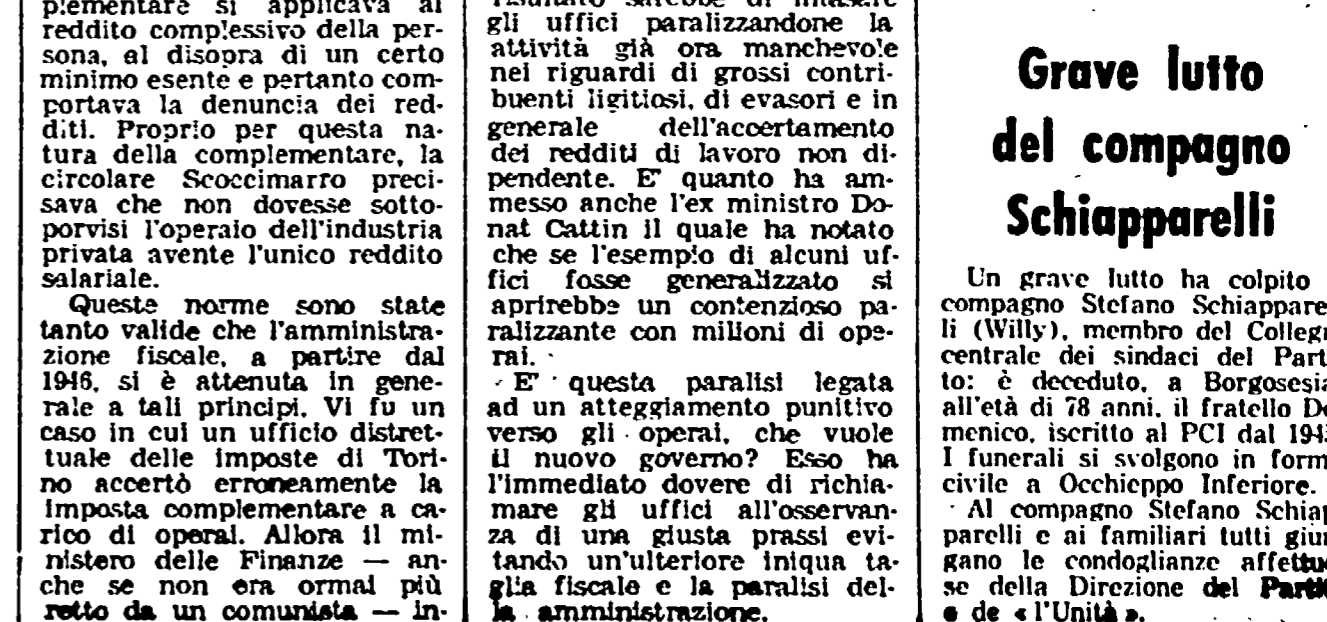 plementare si applicava al
reddito complessivo della per-
sona, al disopra di un certo
minimo esente e pertanto com-
portava la denuncia dei red-
diti. Proprio per questa na-
tura della complementare, la
circolare Scoccimarro preci-
sava che non dovesse sotto-
porvisi l'operaio dell'industria
privata avente l'unico reddito
salariale.
Queste norme sono state
tanto valide che l'amministra-
zione fiscale, a partire dal
1946, si è attenuta in gene-
rale a tali principi. Vi fu un
caso in cui un ufficio distret-
tuale delle imposte di Tori-
no accertò erroneamente la
imposta complementare a ca-
rico di operai. Allora il mi-
nistero delle Finanze — an-
che se non era ormai più
retto da un comunista — in-
gli uffici paralizzandone la
attività già ora manchevole
nei riguardi di grossi contri-
buenti ligitiosi, di evasori e in
generale dell'accertamento
dei redditi di lavoro non di-
pendente. E' quanto ha am-
messo anche l'ex ministro Do-
nat Cattin il quale ha notato
che se l'esempio di alcuni uf-
fici fosse generalizzato si
aprirebbe un contenzioso pa-
ralizzante con milioni di ope-
rai.
E' questa paralisi legata
ad un atteggiamento punitivo
verso gli operai, che vuole
il nuovo governo? Esso ha
l'immediato dovere di richia-
mare gli uffici all'osservan-
za di una giusta prassi evi-
tando un'ulteriore iniqua ta-
glia fiscale e la paralisi del-
la amministrazione.
Grave lutto
del compagno
Schiapparelli
Un grave lutto ha colpito
compagno Stefano Schiappare
li (Willy), membro del Collegi
centrale dei sindaci del Parti
to: è deceduto, a Borgosesia
all'età di 78 anni, il fratello Do
menico, iscritto al PCI dal 194
I funerali si svolgono in form
civile a Occhieppo Inferiore.
Al compagno Stefano Schiap
parelli e ai familiari tutti giun
gano le condoglianze affettuo
se della Direzione del Partito
e de « l'Unità ».